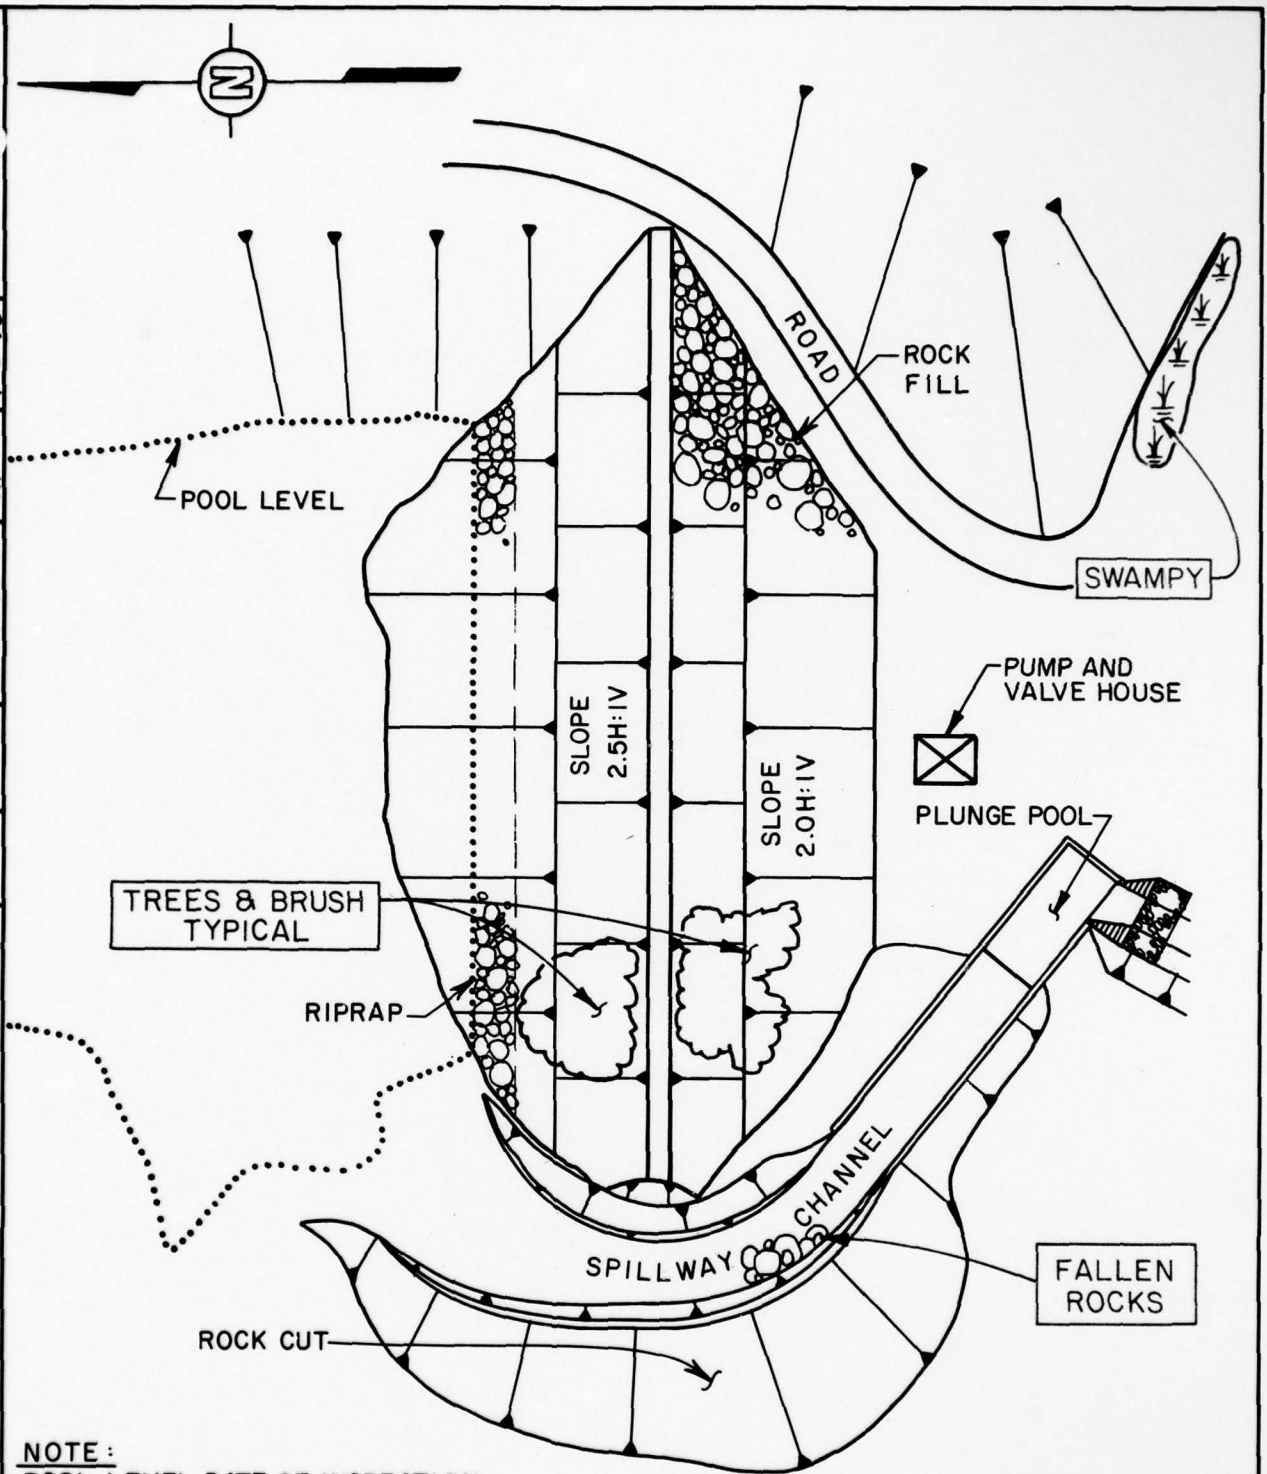 N
ROAD
ROCK
FILL
POOL LEVEL
SWAMPY
PUMP AND
VALVE HOUSE
SLOPE
2.5H:1V
SLOPE
2.0H:1V
PLUNGE POOL
TREES & BRUSH
TYPICAL
RIPRAP
SPILLWAY CHANNEL
FALLEN
ROCKS
ROCK CUT
NOTE: